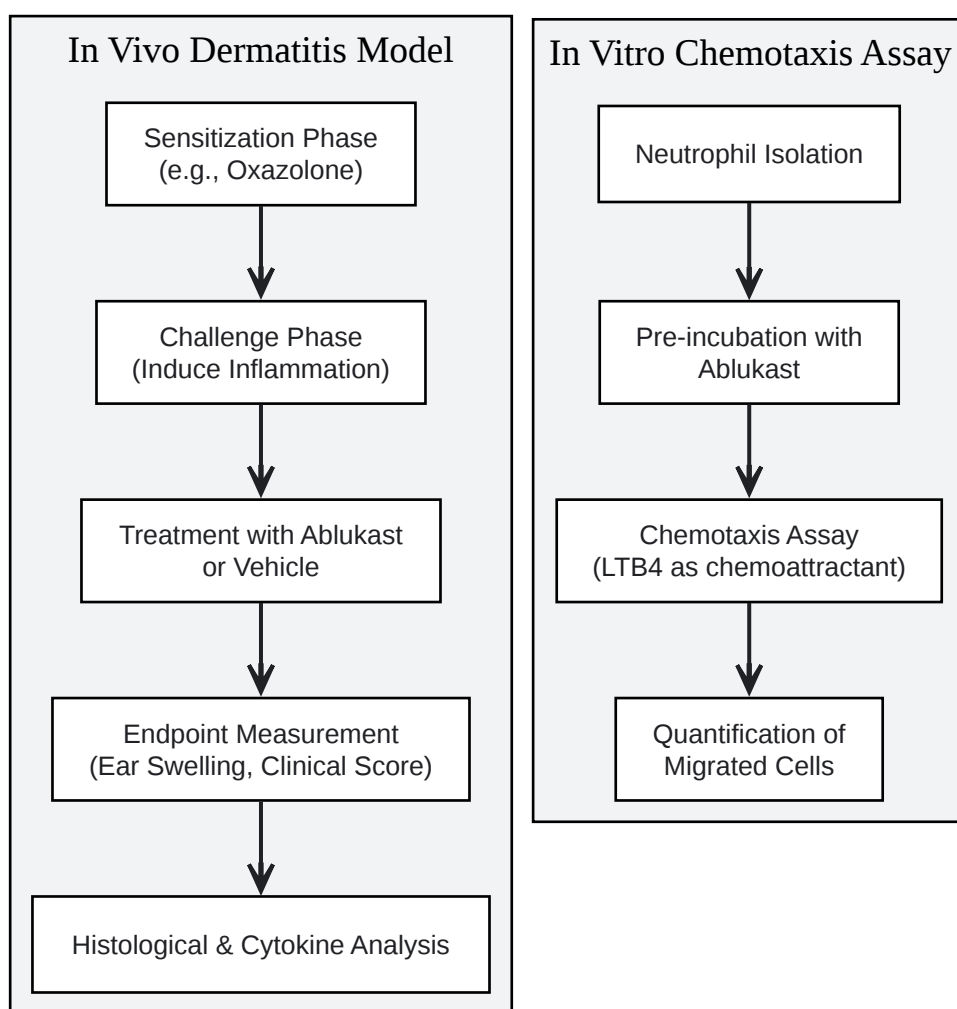 In Vivo Dermatitis Model
Sensitization Phase
(e.g., Oxazolone)
Challenge Phase
(Induce Inflammation)
Treatment with Ablukast
or Vehicle
Endpoint Measurement
(Ear Swelling, Clinical Score)
Histological & Cytokine Analysis
In Vitro Chemotaxis Assay
Neutrophil Isolation
Pre-incubation with
Ablukast
Chemotaxis Assay
(LTB4 as chemoattractant)
Quantification of
Migrated Cells